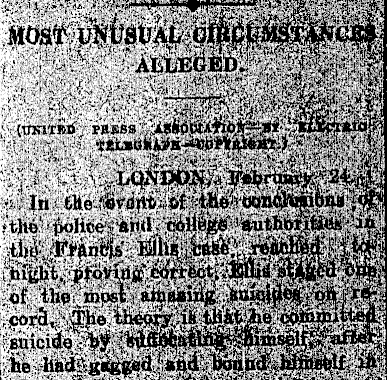 MOST UNUSUAL CIRCUMSTANCES
ALLEGED.
(UNITED PRESS ASSOCIATION—BY ELECTRIC
TELEGRAPH—COPYRIGHT.)
LONDON, February 24.
In the event of the conclusions of
the police and college authorities in
the Francis Ellis case reached to-
night, proving correct, Ellis staged one
of the most amazing suicides on re-
cord. The theory is that he committed
suicide by suffocating himself, after
he had gagged and bound himself in